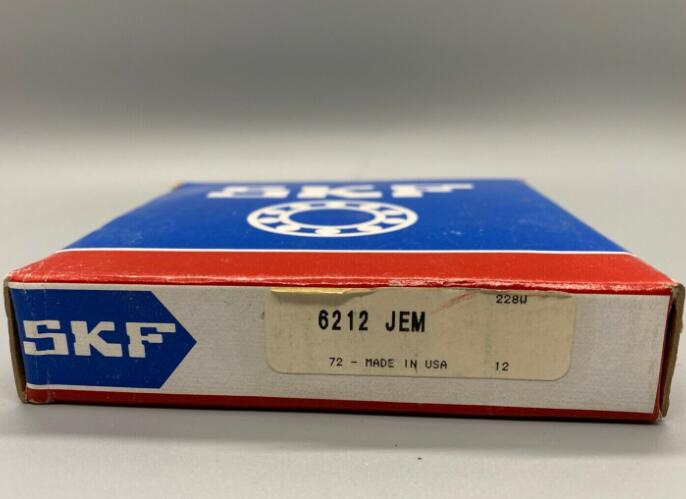 SKF
228W
6212 JEM
SKF
72 - MADE IN USA 12